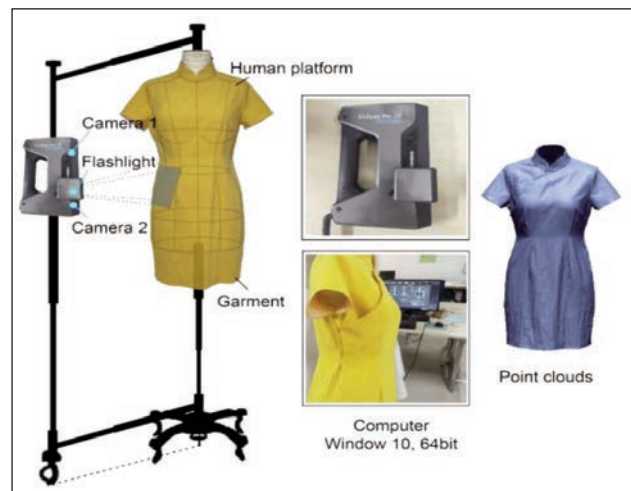 Human platform
Camera 1
Flashlight
Camera 2
Garment
Point clouds
Computer
Window 10, 64bit